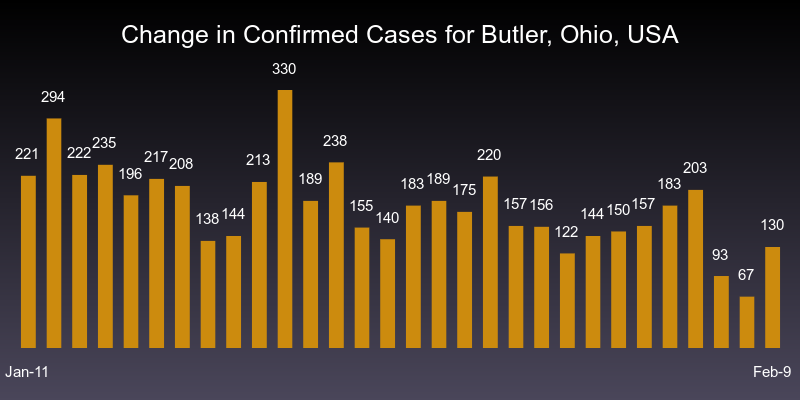 Change in Confirmed Cases for Butler, Ohio, USA
221 294 222 235 196 217 208 138 144 213 330 189 238 155 140 183 189 175 220 157 156 122 144 150 157 183 203 93 67 130
Jan-11 Feb-9